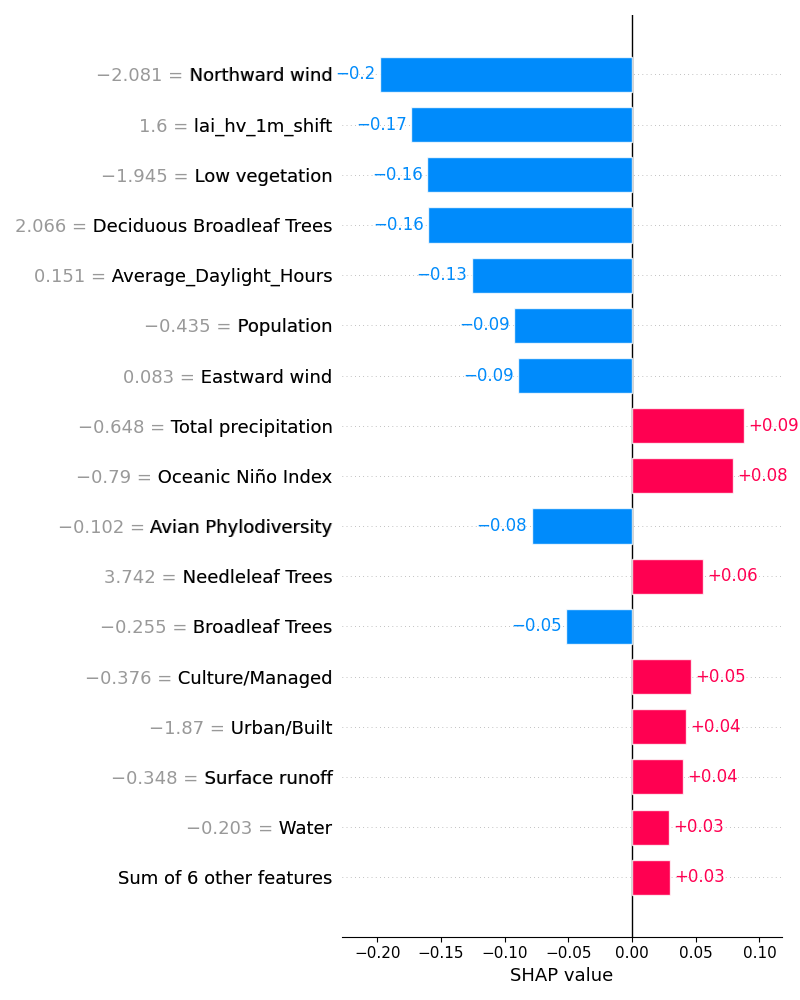 −2.081 = Northward wind −0.2
1.6 = lai_hv_1m_shift −0.17
−1.945 = Low vegetation −0.16
2.066 = Deciduous Broadleaf Trees −0.16
0.151 = Average_Daylight_Hours −0.13
−0.435 = Population −0.09
0.083 = Eastward wind −0.09
−0.648 = Total precipitation +0.09
−0.79 = Oceanic Niño Index +0.08
−0.102 = Avian Phylodiversity −0.08
3.742 = Needleleaf Trees +0.06
−0.255 = Broadleaf Trees −0.05
−0.376 = Culture/Managed +0.05
−1.87 = Urban/Built +0.04
−0.348 = Surface runoff +0.04
−0.203 = Water +0.03
Sum of 6 other features +0.03
−0.20 −0.15 −0.10 −0.05 0.00 0.05 0.10
SHAP value